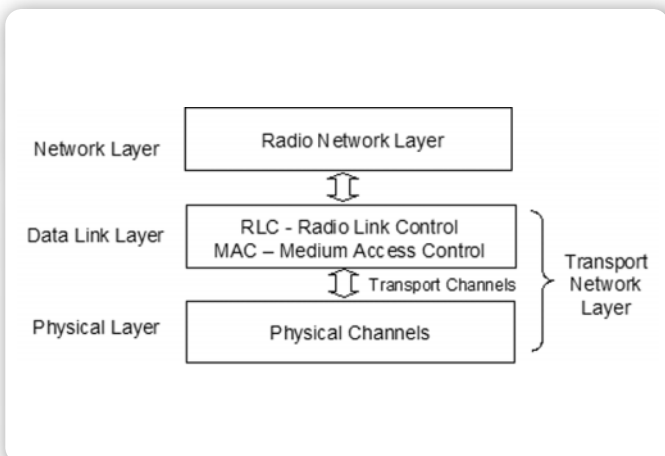 Network Layer
Radio Network Layer
Data Link Layer
RLC - Radio Link Control
MAC – Medium Access Control
Transport Channels
Transport
Network
Layer
Physical Layer
Physical Channels